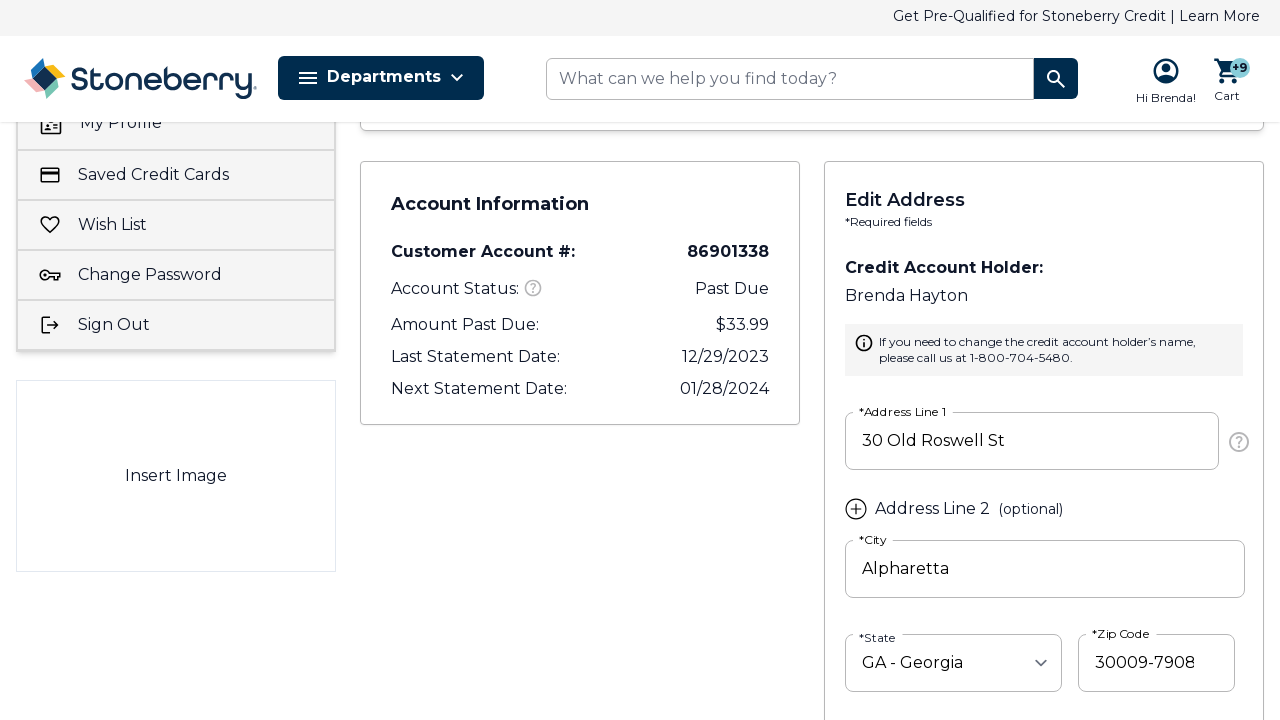 Get Pre-Qualified for Stoneberry Credit | Learn More
Stoneberry
Departments
What can we help you find today?
Hi Brenda!
+9
Cart
My Profile
Saved Credit Cards
Wish List
Change Password
Sign Out
Insert Image
Account Information
Customer Account #: 86901338
Account Status: Past Due
Amount Past Due: $33.99
Last Statement Date: 12/29/2023
Next Statement Date: 01/28/2024
Edit Address
*Required fields
Credit Account Holder:
Brenda Hayton
If you need to change the credit account holder's name,
please call us at 1-800-704-5480.
*Address Line 1
30 Old Roswell St
Address Line 2 (optional)
*City
Alpharetta
*State
GA - Georgia
*Zip Code
30009-7908